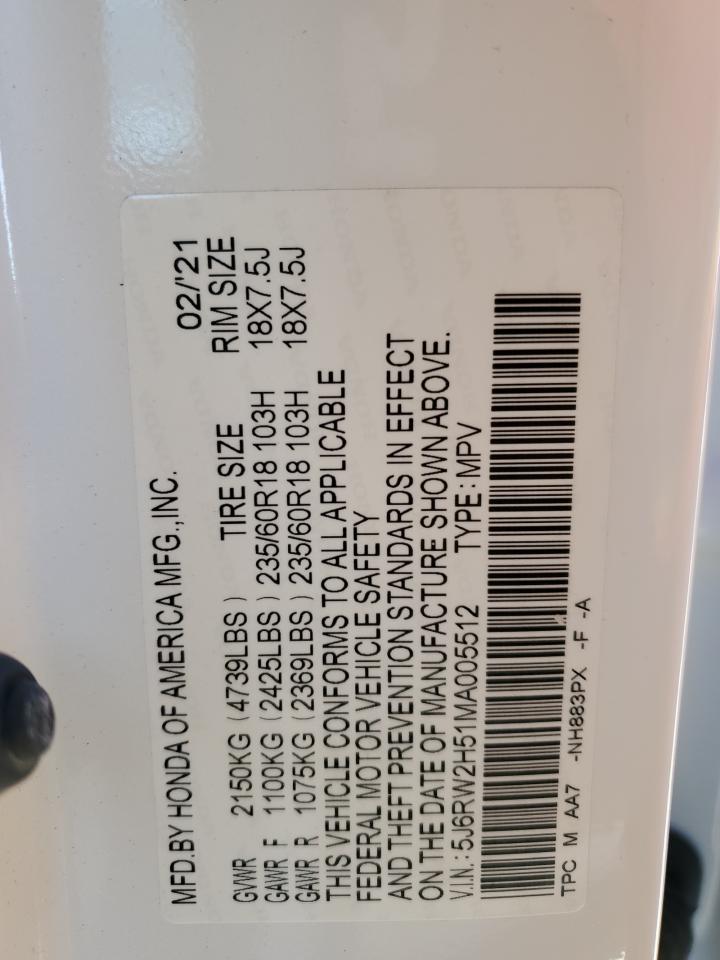 MFD.BY HONDA OF AMERICA MFG.,INC. 02/'21
TIRE SIZE RIM SIZE
GVWR 2150KG (4739LBS)
GAWR F 1100KG (2425LBS) 235/60R18 103H 18X7.5J
GAWR R 1075KG (2369LBS) 235/60R18 103H 18X7.5J
THIS VEHICLE CONFORMS TO ALL APPLICABLE
FEDERAL MOTOR VEHICLE SAFETY
AND THEFT PREVENTION STANDARDS IN EFFECT
ON THE DATE OF MANUFACTURE SHOWN ABOVE.
V.I.N.: 5J6RW2H51MA005512 TYPE: MPV
TPC M AA7 -NH883PX -F -A